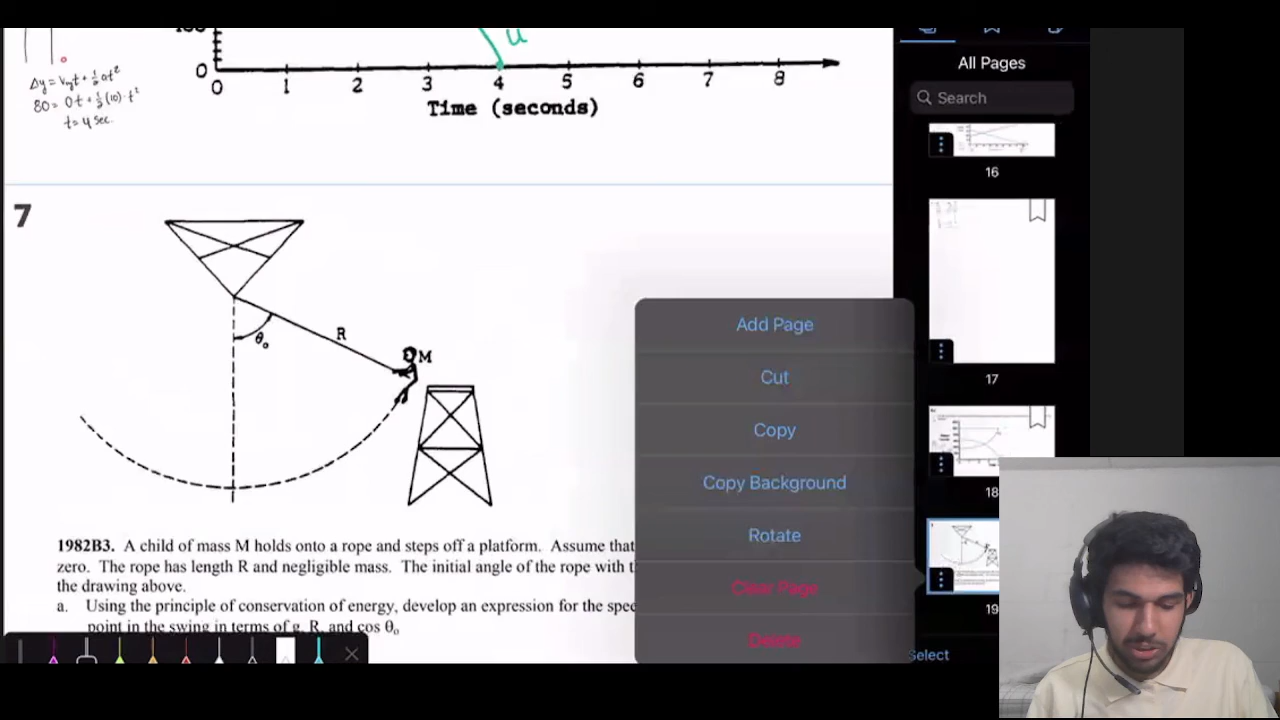 0
u
0 1 2 3 4 5 6 7 8
Time (seconds)
Δy = Viyt + ½at²
80 = 0t + ½(10)·t²
t = 4 sec.
7
θo
R
M
1982B3. A child of mass M holds onto a rope and steps off a platform. Assume that
zero. The rope has length R and negligible mass. The initial angle of the rope with t
the drawing above.
a. Using the principle of conservation of energy, develop an expression for the spee
point in the swing in terms of g, R, and cos θo
Add Page
Cut
Copy
Copy Background
Rotate
Clear Page
Delete
All Pages
Search
16
17
18
19
Select